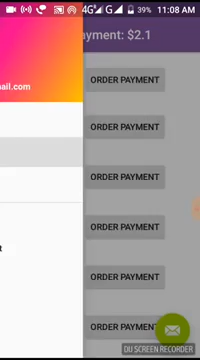 4G G 39% 11:08 AM
ayment: $2.1
ail.com
ORDER PAYMENT
ORDER PAYMENT
ORDER PAYMENT
ORDER PAYMENT
t
ORDER PAYMENT
ORDER PAYMENT
DU SCREEN RECORDER